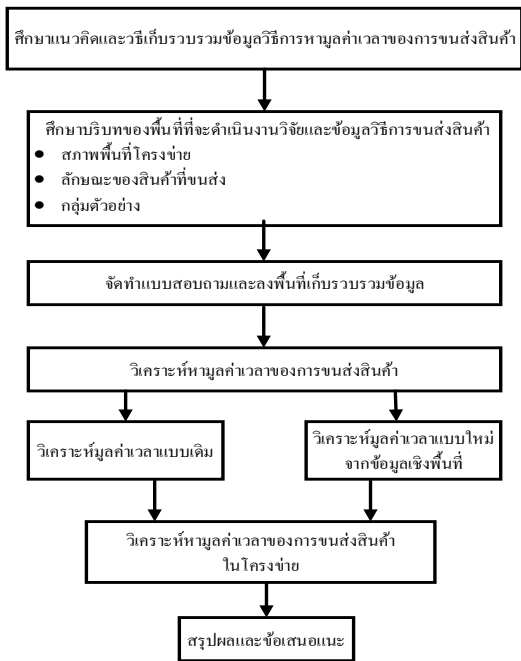 ศึกษาแนวคิดและวิธีเก็บรวบรวมข้อมูลวิธีการหามูลค่าเวลาของการขนส่งสินค้า
ศึกษาบริบทของพื้นที่ที่จะดำเนินงานวิจัยและข้อมูลวิธีการขนส่งสินค้า
● สภาพพื้นที่โครงข่าย
● ลักษณะของสินค้าที่ขนส่ง
● กลุ่มตัวอย่าง
จัดทำแบบสอบถามและลงพื้นที่เก็บรวบรวมข้อมูล
วิเคราะห์หามูลค่าเวลาของการขนส่งสินค้า
วิเคราะห์มูลค่าเวลาแบบเดิม
วิเคราะห์มูลค่าเวลาแบบใหม่
จากข้อมูลเชิงพื้นที่
วิเคราะห์หามูลค่าเวลาของการขนส่งสินค้า
ในโครงข่าย
สรุปผลและข้อเสนอแนะ